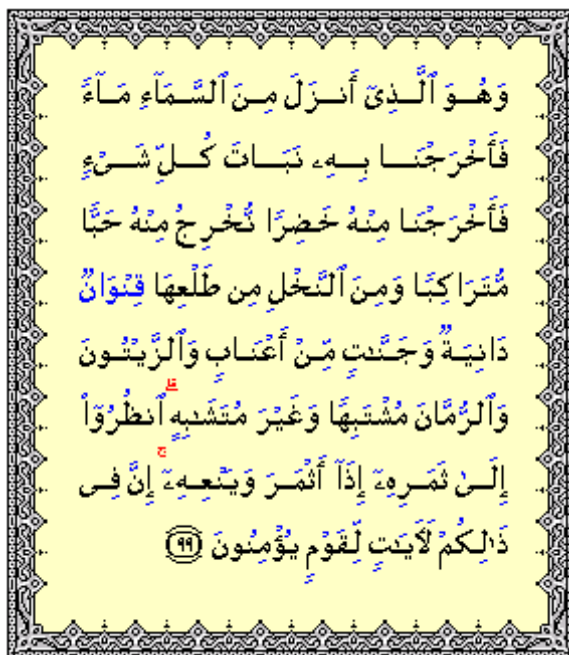 وَهُوَ ٱلَّذِىٓ أَنزَلَ مِنَ ٱلسَّمَآءِ مَآءً
فَأَخْرَجْنَا بِهِۦ نَبَاتَ كُلِّ شَىْءٍ
فَأَخْرَجْنَا مِنْهُ خَضِرًا نُّخْرِجُ مِنْهُ حَبًّا
مُّتَرَاكِبًا وَمِنَ ٱلنَّخْلِ مِن طَلْعِهَا قِنْوَانٌ
دَانِيَةٌ وَجَنَّٰتٍ مِّنْ أَعْنَابٍ وَٱلزَّيْتُونَ
وَٱلرُّمَّانَ مُشْتَبِهًا وَغَيْرَ مُتَشَٰبِهٍ ۗ ٱنظُرُوٓا۟
إِلَىٰ ثَمَرِهِۦٓ إِذَآ أَثْمَرَ وَيَنْعِهِۦٓ ۚ إِنَّ فِى
ذَٰلِكُمْ لَءَايَٰتٍ لِّقَوْمٍ يُؤْمِنُونَ ٩٩